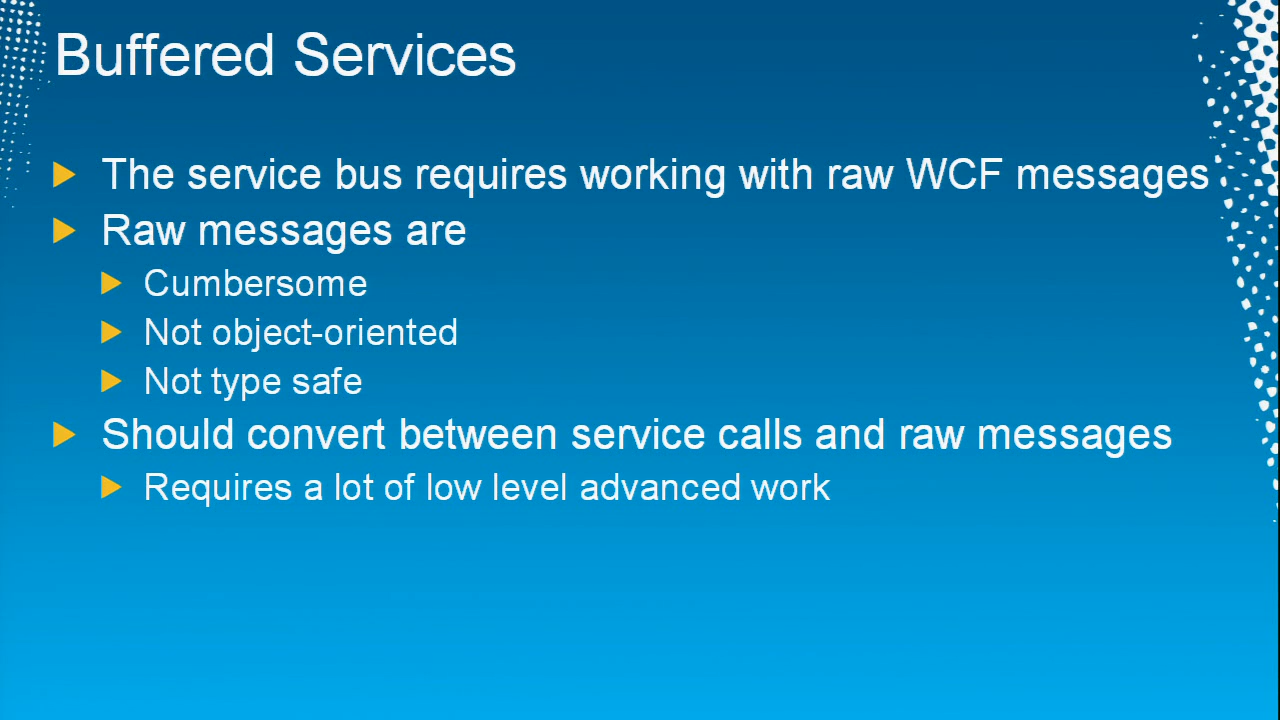 Buffered Services
The service bus requires working with raw WCF messages
Raw messages are
Cumbersome
Not object-oriented
Not type safe
Should convert between service calls and raw messages
Requires a lot of low level advanced work